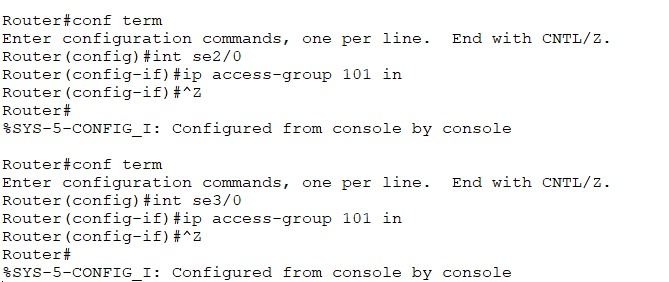 Router#conf term
Enter configuration commands, one per line.  End with CNTL/Z.
Router(config)#int se2/0
Router(config-if)#ip access-group 101 in
Router(config-if)#^Z
Router#
%SYS-5-CONFIG_I: Configured from console by console
Router#conf term
Enter configuration commands, one per line.  End with CNTL/Z.
Router(config)#int se3/0
Router(config-if)#ip access-group 101 in
Router(config-if)#^Z
Router#
%SYS-5-CONFIG_I: Configured from console by console